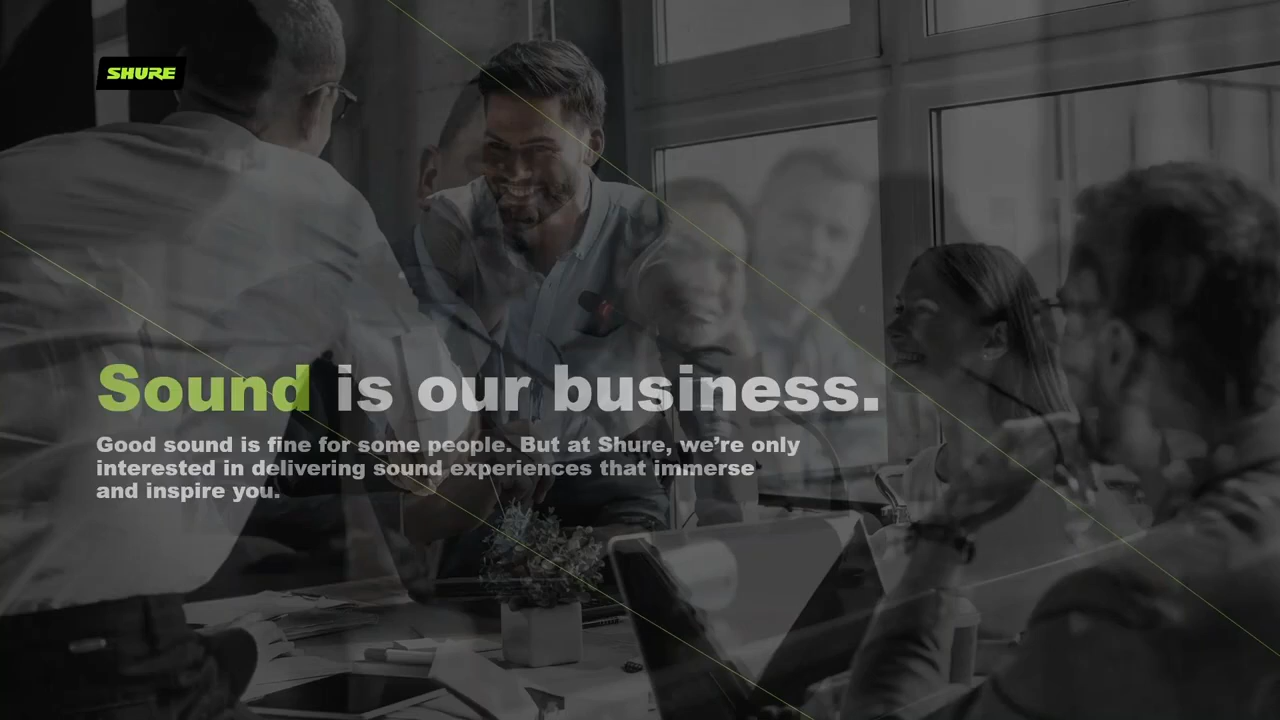 SHURE
Sound is our business.
Good sound is fine for some people. But at Shure, we’re only
interested in delivering sound experiences that immerse
and inspire you.